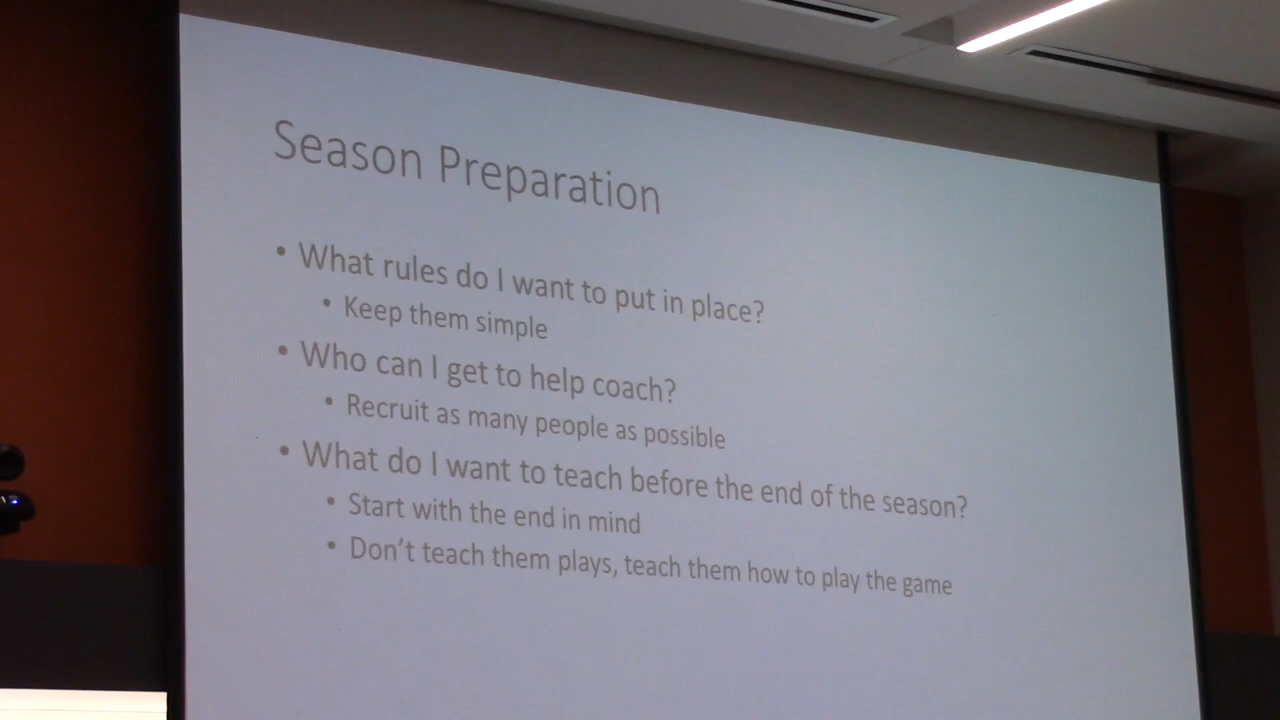 Season Preparation
• What rules do I want to put in place?
• Keep them simple
• Who can I get to help coach?
• Recruit as many people as possible
• What do I want to teach before the end of the season?
• Start with the end in mind
• Don't teach them plays, teach them how to play the game